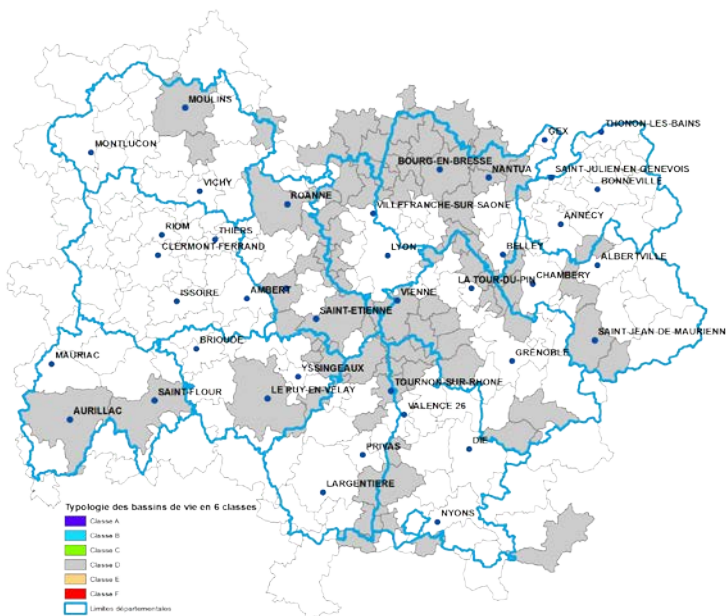 MOULINS
MONTLUCON
GEX
THONON-LES-BAINS
BOURG-EN-BRESSE
NANTUA
SAINT-JULIEN-EN-GENEVOIS
BONNEVILLE
VICHY
ROANNE
VILLEFRANCHE-SUR-SAONE
ANNECY
RIOM
THIERS
CLERMONT-FERRAND
LYON
BELLEY
ALBERTVILLE
CHAMBERY
LA TOUR-DU-PIN
AMBERT
VIENNE
ISSOIRE
SAINT-ETIENNE
SAINT-JEAN-DE-MAURIENN
BRIOUDE
MAURIAC
GRENOBLE
YSSINGEAUX
SAINT-FLOUR
LE PUY-EN-VELAY
TOURNON-SUR-RHONE
AURILLAC
VALENCE 26
PRIVAS
DIE
LARGENTIERE
NYONS
Typologie des bassins de vie en 6 classes
Classe A
Classe B
Classe C
Classe D
Classe E
Classe F
Limites départementales